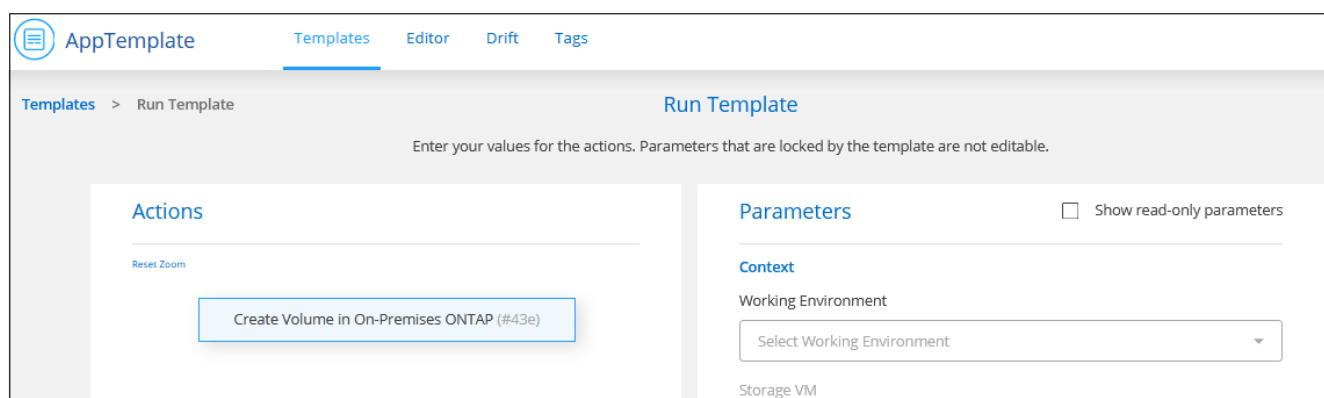 AppTemplate Templates Editor Drift Tags
Templates > Run Template
Run Template
Enter your values for the actions. Parameters that are locked by the template are not editable.
Actions
Reset Zoom
Create Volume in On-Premises ONTAP (#43e)
Parameters
Show read-only parameters
Context
Working Environment
Select Working Environment
Storage VM